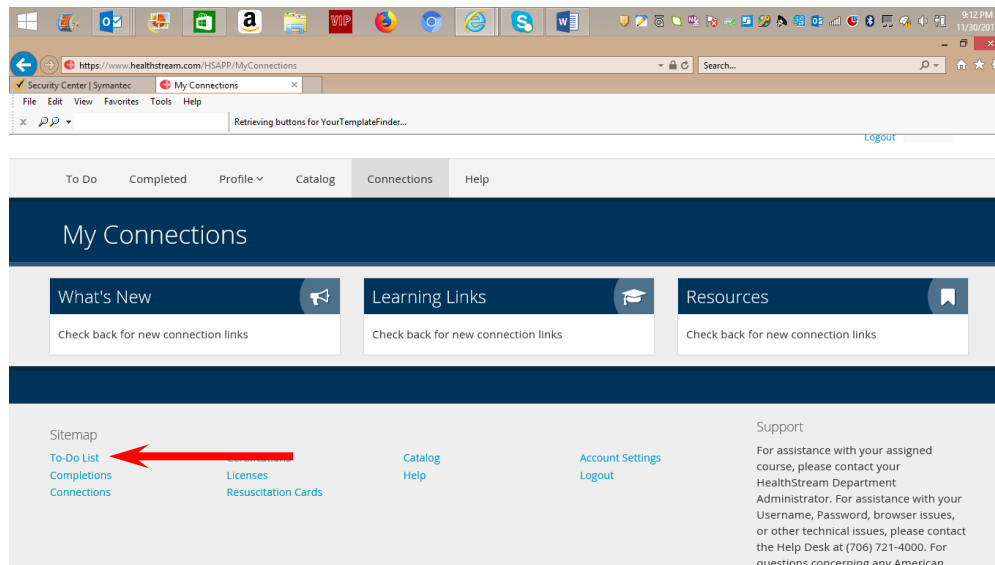 9:12 PM
VIP
https://www.healthstream.com/HSAPP/MyConnections
Search...
Security Center | Symantec
My Connections
File Edit View Favorites Tools Help
Retrieving buttons for YourTemplateFinder...
Logout
To Do Completed Profile Catalog Connections Help
My Connections
What's New
Learning Links
Resources
Check back for new connection links
Check back for new connection links
Check back for new connection links
Sitemap
To-Do List
Completions
Connections
Licenses
Resuscitation Cards
Catalog
Help
Account Settings
Logout
Support
For assistance with your assigned
course, please contact your
HealthStream Department
Administrator. For assistance with your
Username, Password, browser issues,
or other technical issues, please contact
the Help Desk at (706) 721-4000. For
questions concerning any American